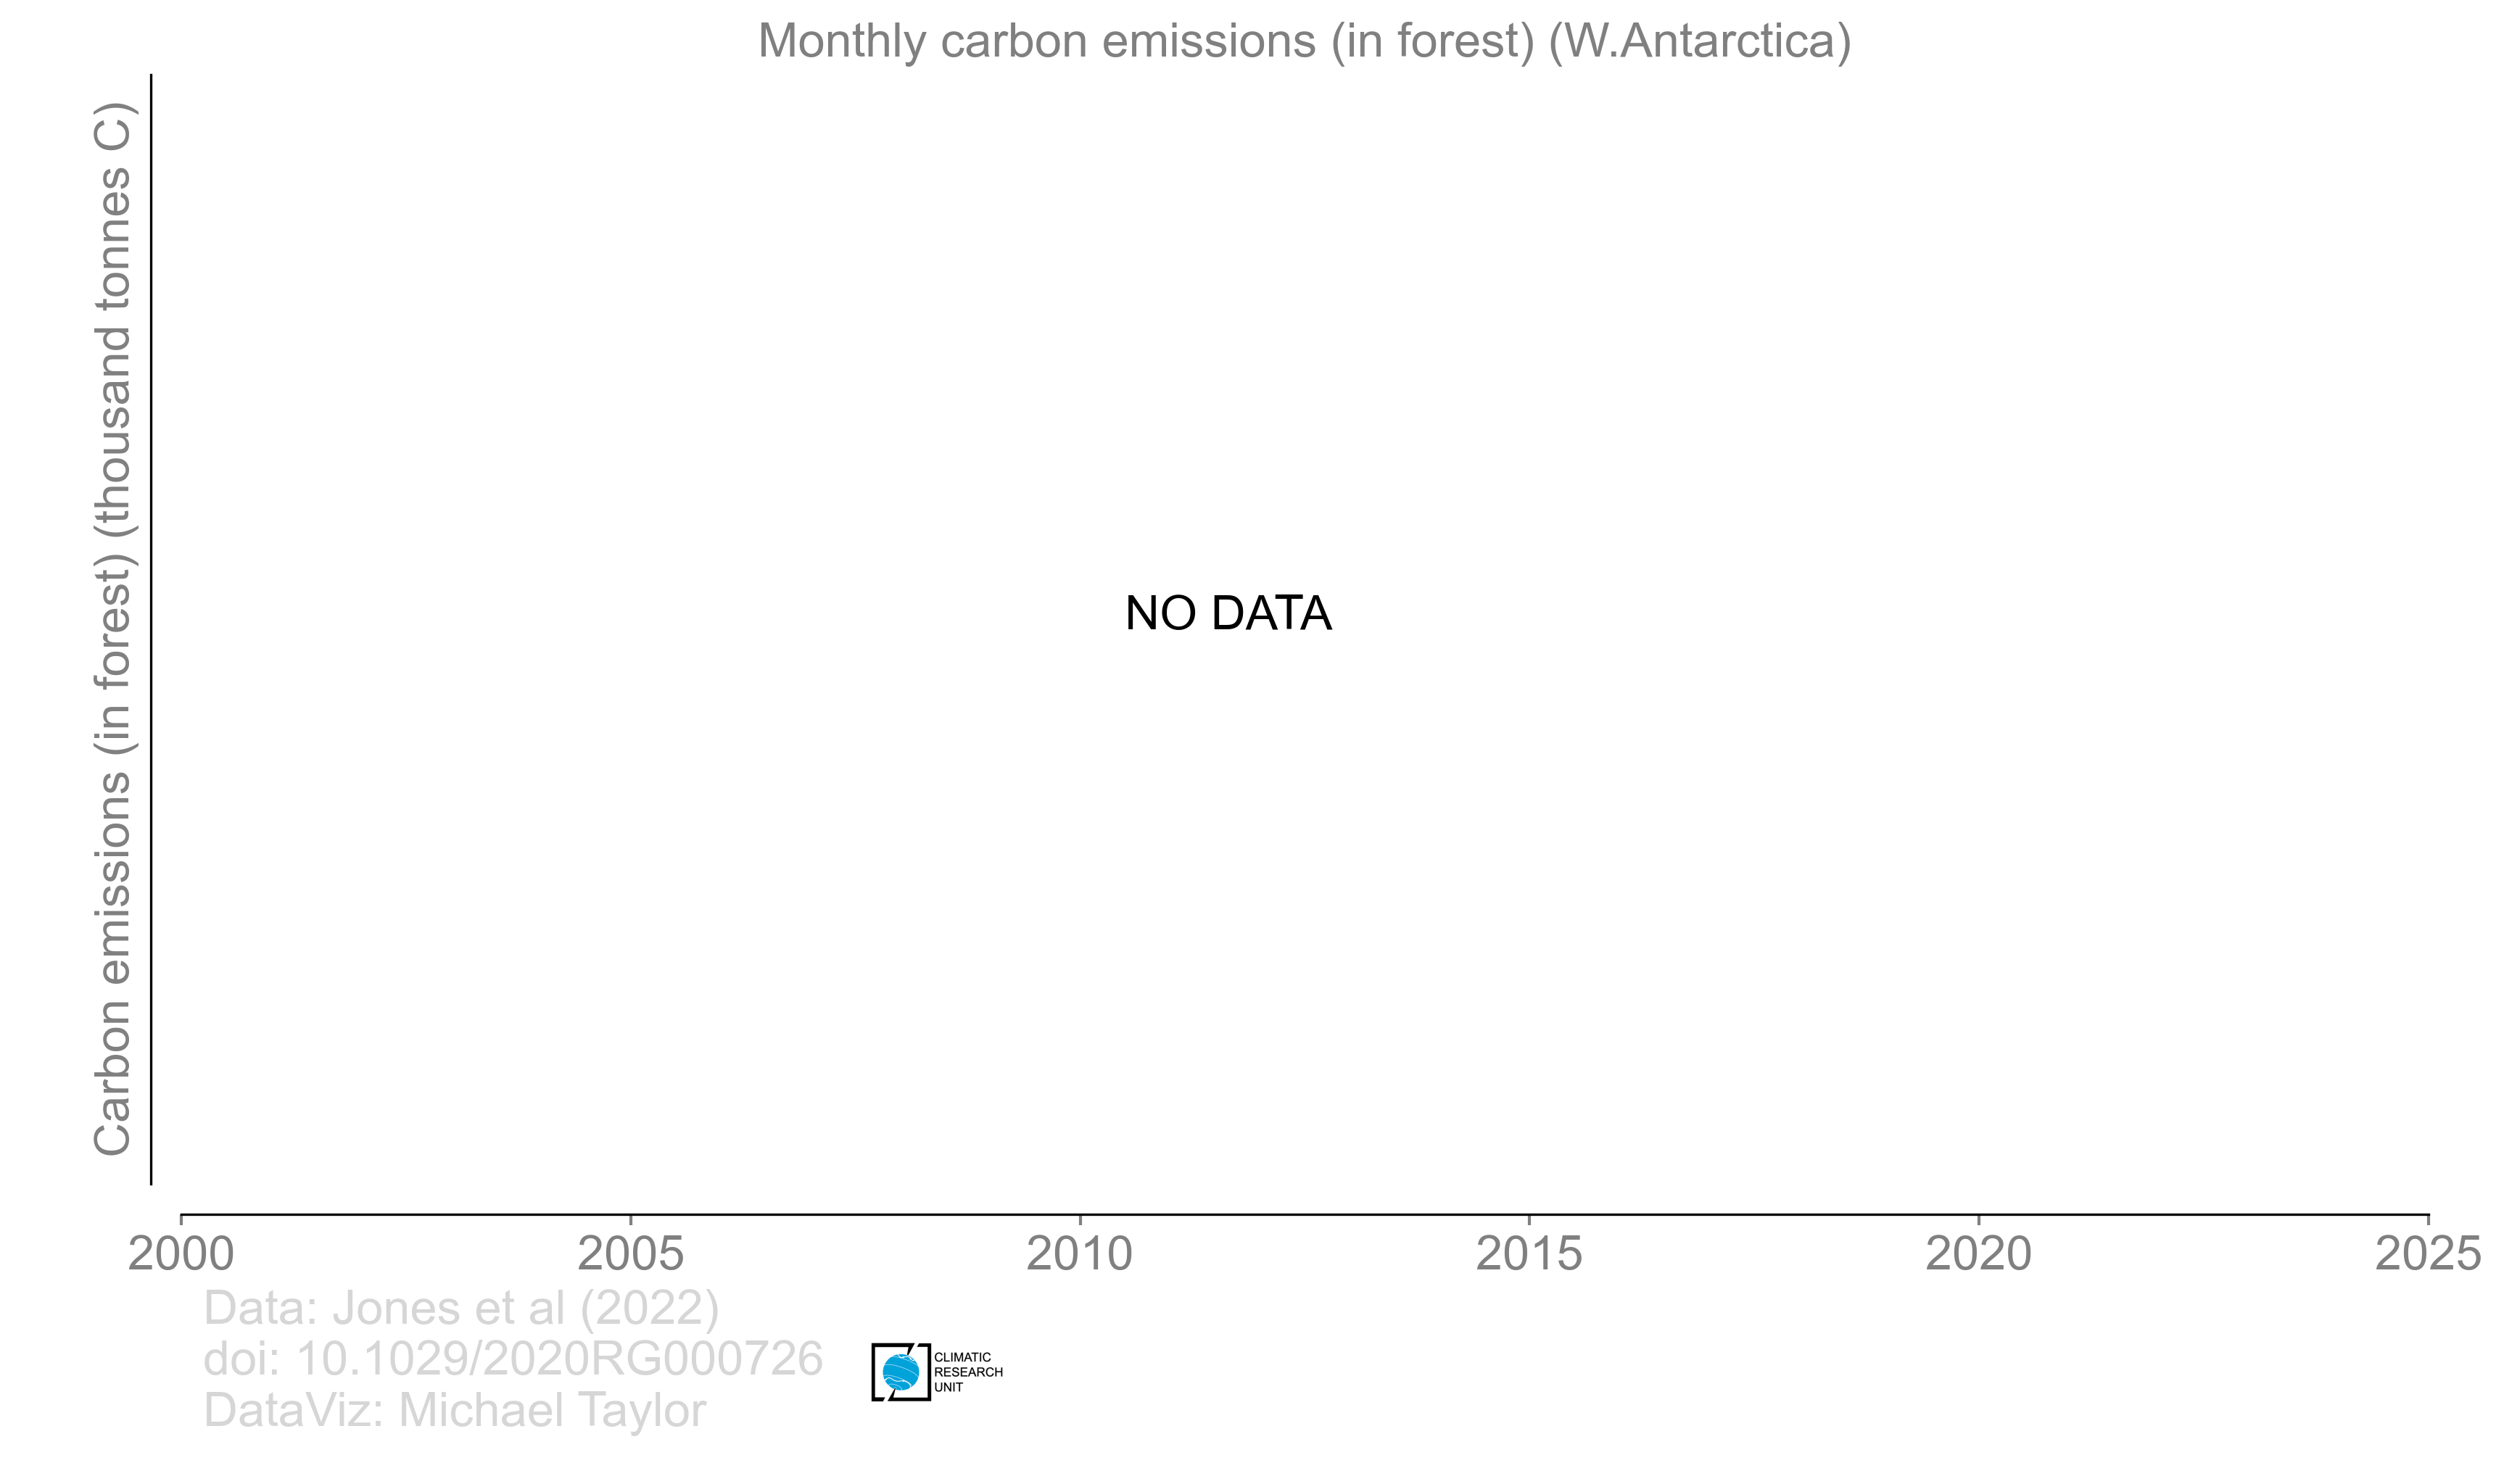 Monthly carbon emissions (in forest) (W.Antarctica)
Carbon emissions (in forest) (thousand tonnes C)
NO DATA
2000 2005 2010 2015 2020 2025
Data: Jones et al (2022)
doi: 10.1029/2020RG000726
DataViz: Michael Taylor
CLIMATIC
RESEARCH
UNIT